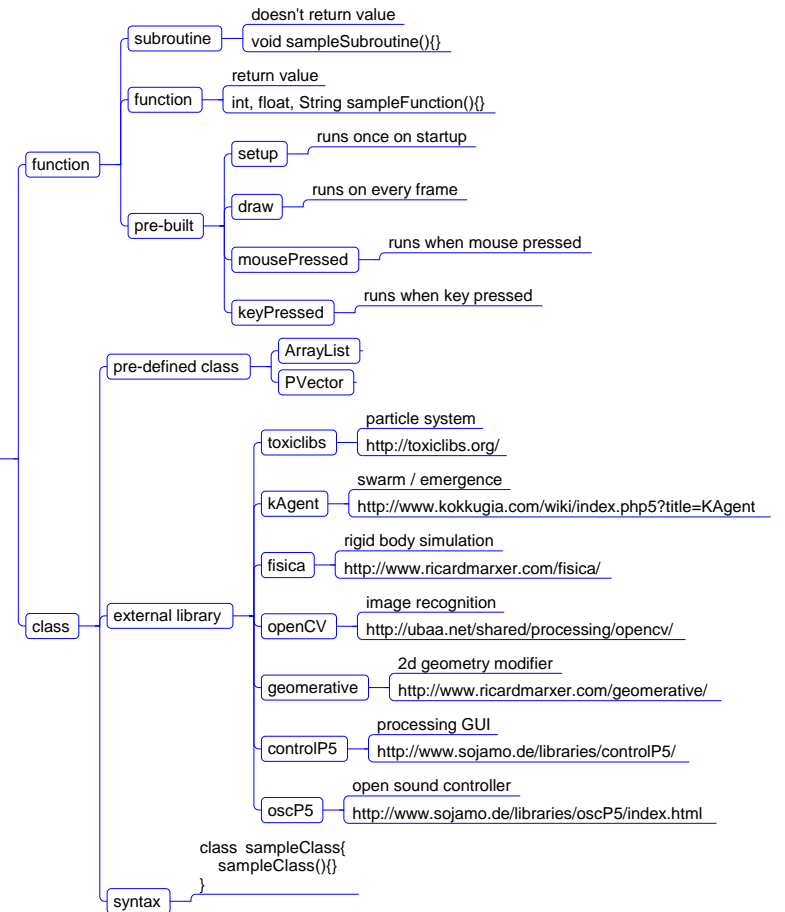 doesn't return value
subroutine
void sampleSubroutine(){}
return value
function
int, float, String sampleFunction(){}
function
setup
runs once on startup
draw
runs on every frame
pre-built
mousePressed
runs when mouse pressed
keyPressed
runs when key pressed
pre-defined class
ArrayList
PVector
particle system
toxiclibs
http://toxiclibs.org/
swarm / emergence
kAgent
http://www.kokkugia.com/wiki/index.php5?title=KAgent
rigid body simulation
fisica
http://www.ricardmarxer.com/fisica/
class
external library
image recognition
openCV
http://ubaa.net/shared/processing/opencv/
2d geometry modifier
geomerative
http://www.ricardmarxer.com/geomerative/
processing GUI
controlP5
http://www.sojamo.de/libraries/controlP5/
open sound controller
oscP5
http://www.sojamo.de/libraries/oscP5/index.html
class  sampleClass{
sampleClass(){}
}
syntax